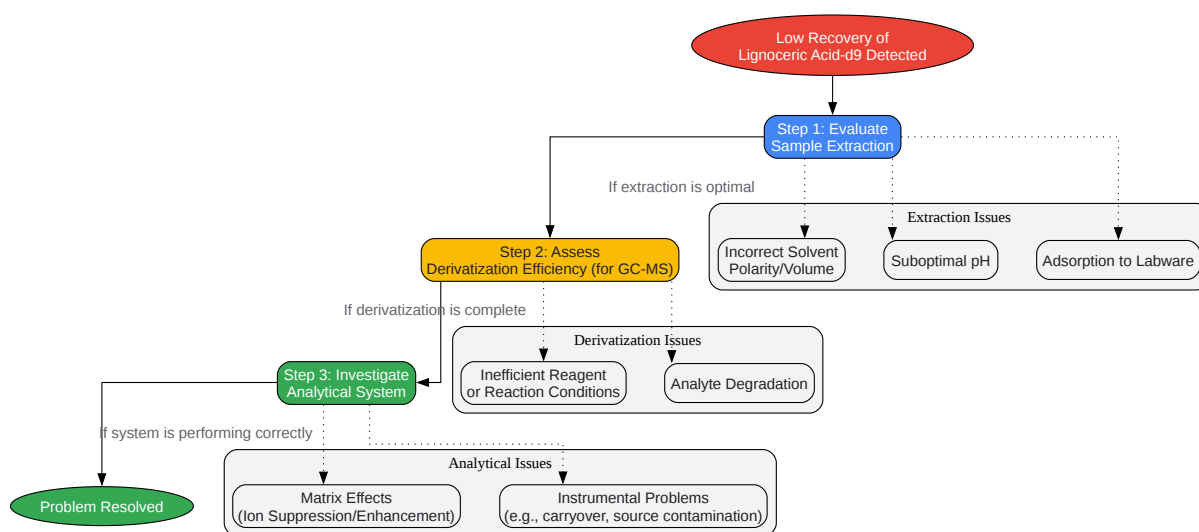 Low Recovery of
Lignoceric Acid-d9 Detected
Step 1: Evaluate
Sample Extraction
If extraction is optimal
Extraction Issues
Incorrect Solvent
Polarity/Volume
Suboptimal pH
Adsorption to Labware
Step 2: Assess
Derivatization Efficiency (for GC-MS)
If derivatization is complete
Derivatization Issues
Inefficient Reagent
or Reaction Conditions
Analyte Degradation
Step 3: Investigate
Analytical System
If system is performing correctly
Analytical Issues
Matrix Effects
(Ion Suppression/Enhancement)
Instrumental Problems
(e.g., carryover, source contamination)
Problem Resolved